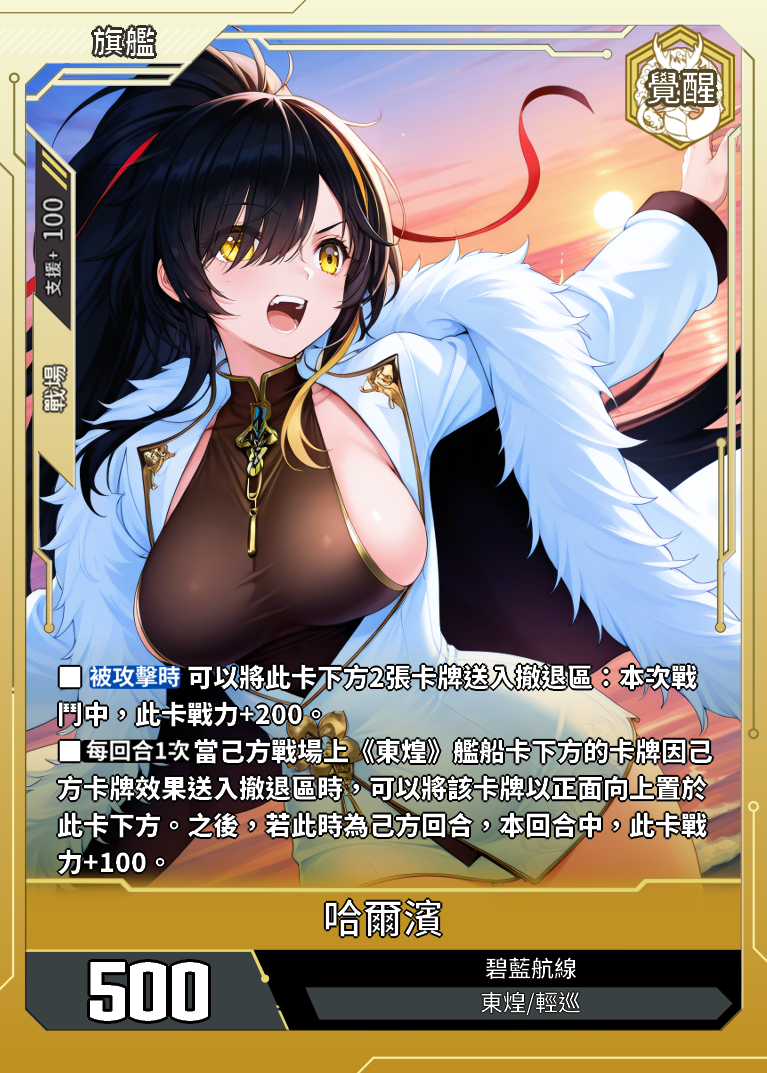 旗艦
覺醒
支援+ 100
戰場
■ 被攻擊時 可以將此卡下方2張卡牌送入撤退區：本次戰
鬥中，此卡戰力+200。
■ 每回合1次 當己方戰場上《東煌》艦船卡下方的卡牌因己
方卡牌效果送入撤退區時，可以將該卡牌以正面向上置於
此卡下方。之後，若此時為己方回合，本回合中，此卡戰
力+100。
哈爾濱
500
碧藍航線
東煌/輕巡